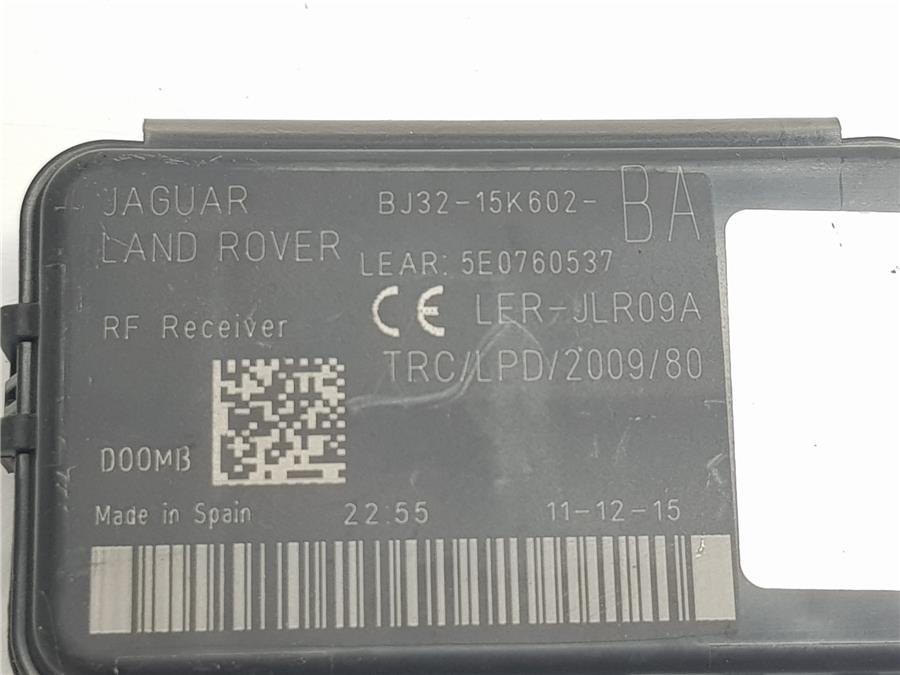 JAGUAR BJ32-15K602-BA
LAND ROVER
LEAR: 5E0760537
CE LER-JLR09A
RF Receiver
TRC/LPD/2009/80
D00MB
Made in Spain 22:55 11-12-15